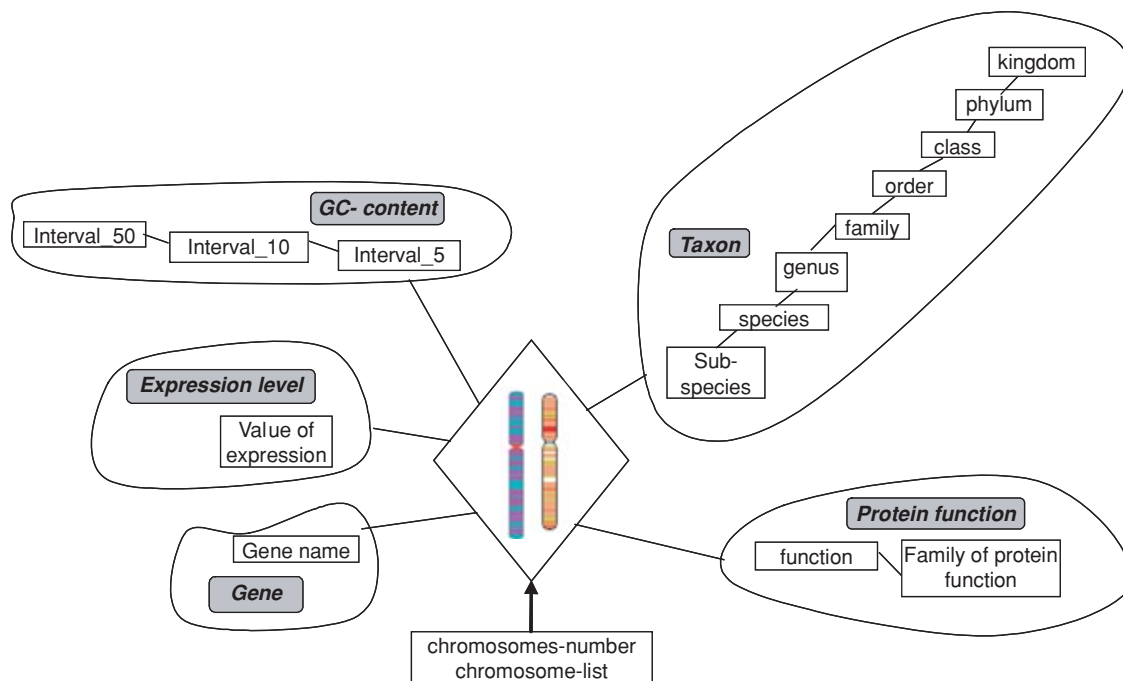 kingdom
phylum
class
order
family
Taxon
genus
species
Sub-
species
GC- content
Interval_50
Interval_10
Interval_5
Expression level
Value of
expression
Gene name
Gene
Protein function
function
Family of protein
function
chromosomes-number
chromosome-list